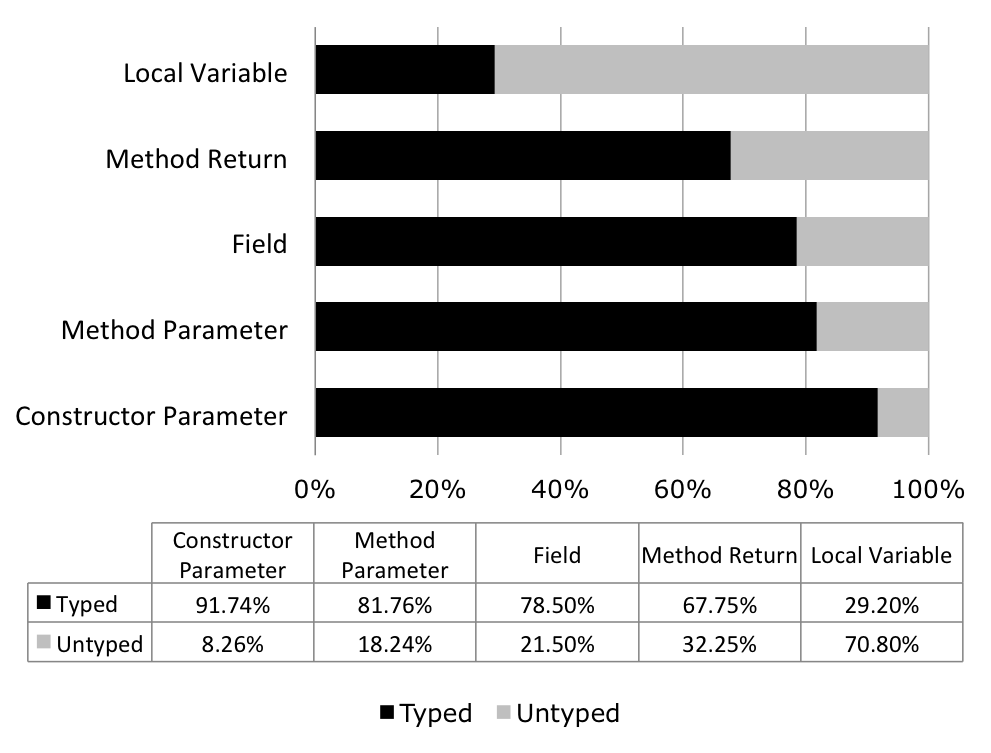 Local Variable
Method Return
Field
Method Parameter
Constructor Parameter
0% 20% 40% 60% 80% 100%
Constructor Parameter Method Parameter Field Method Return Local Variable
Typed 91.74% 81.76% 78.50% 67.75% 29.20%
Untyped 8.26% 18.24% 21.50% 32.25% 70.80%
Typed Untyped